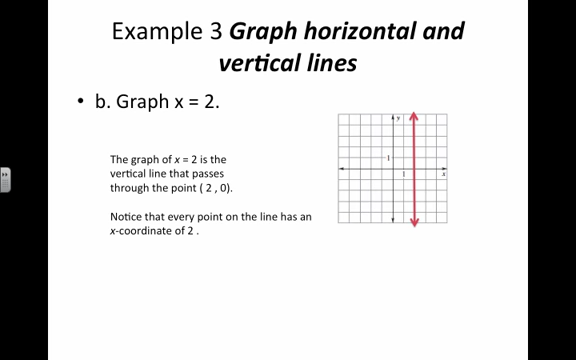 Example 3 Graph horizontal and
vertical lines
• b. Graph x = 2.
The graph of x = 2 is the
vertical line that passes
through the point ( 2 , 0).
Notice that every point on the line has an
x-coordinate of 2 .
y
1
1
x